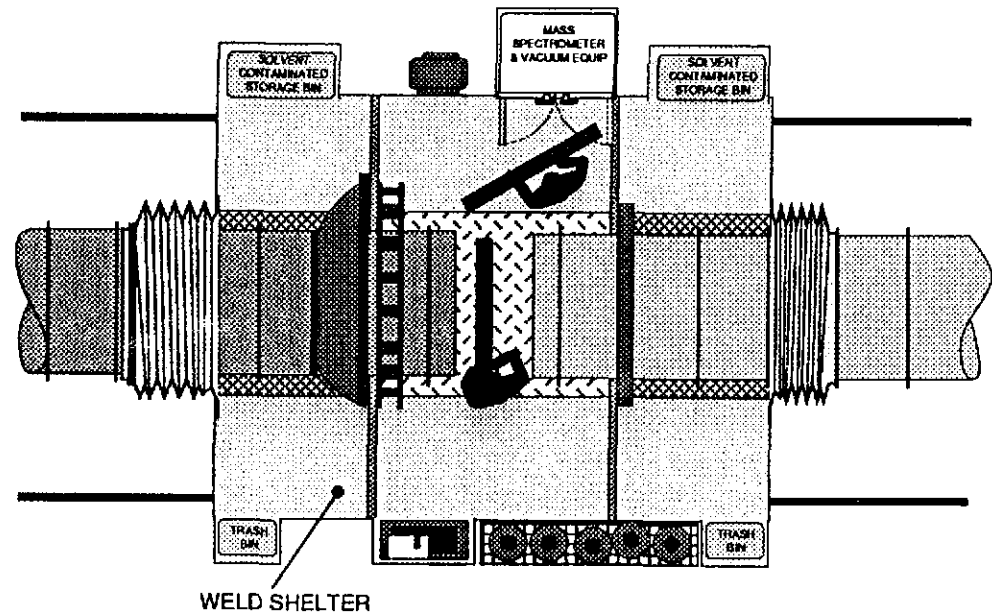 MASS
SPECTROMETER
& VACUUM EQUIP
SOLVENT
CONTAMINATED
STORAGE BIN
SOLVENT
CONTAMINATED
STORAGE BIN
TRASH
BIN
TRASH
BIN
WELD SHELTER